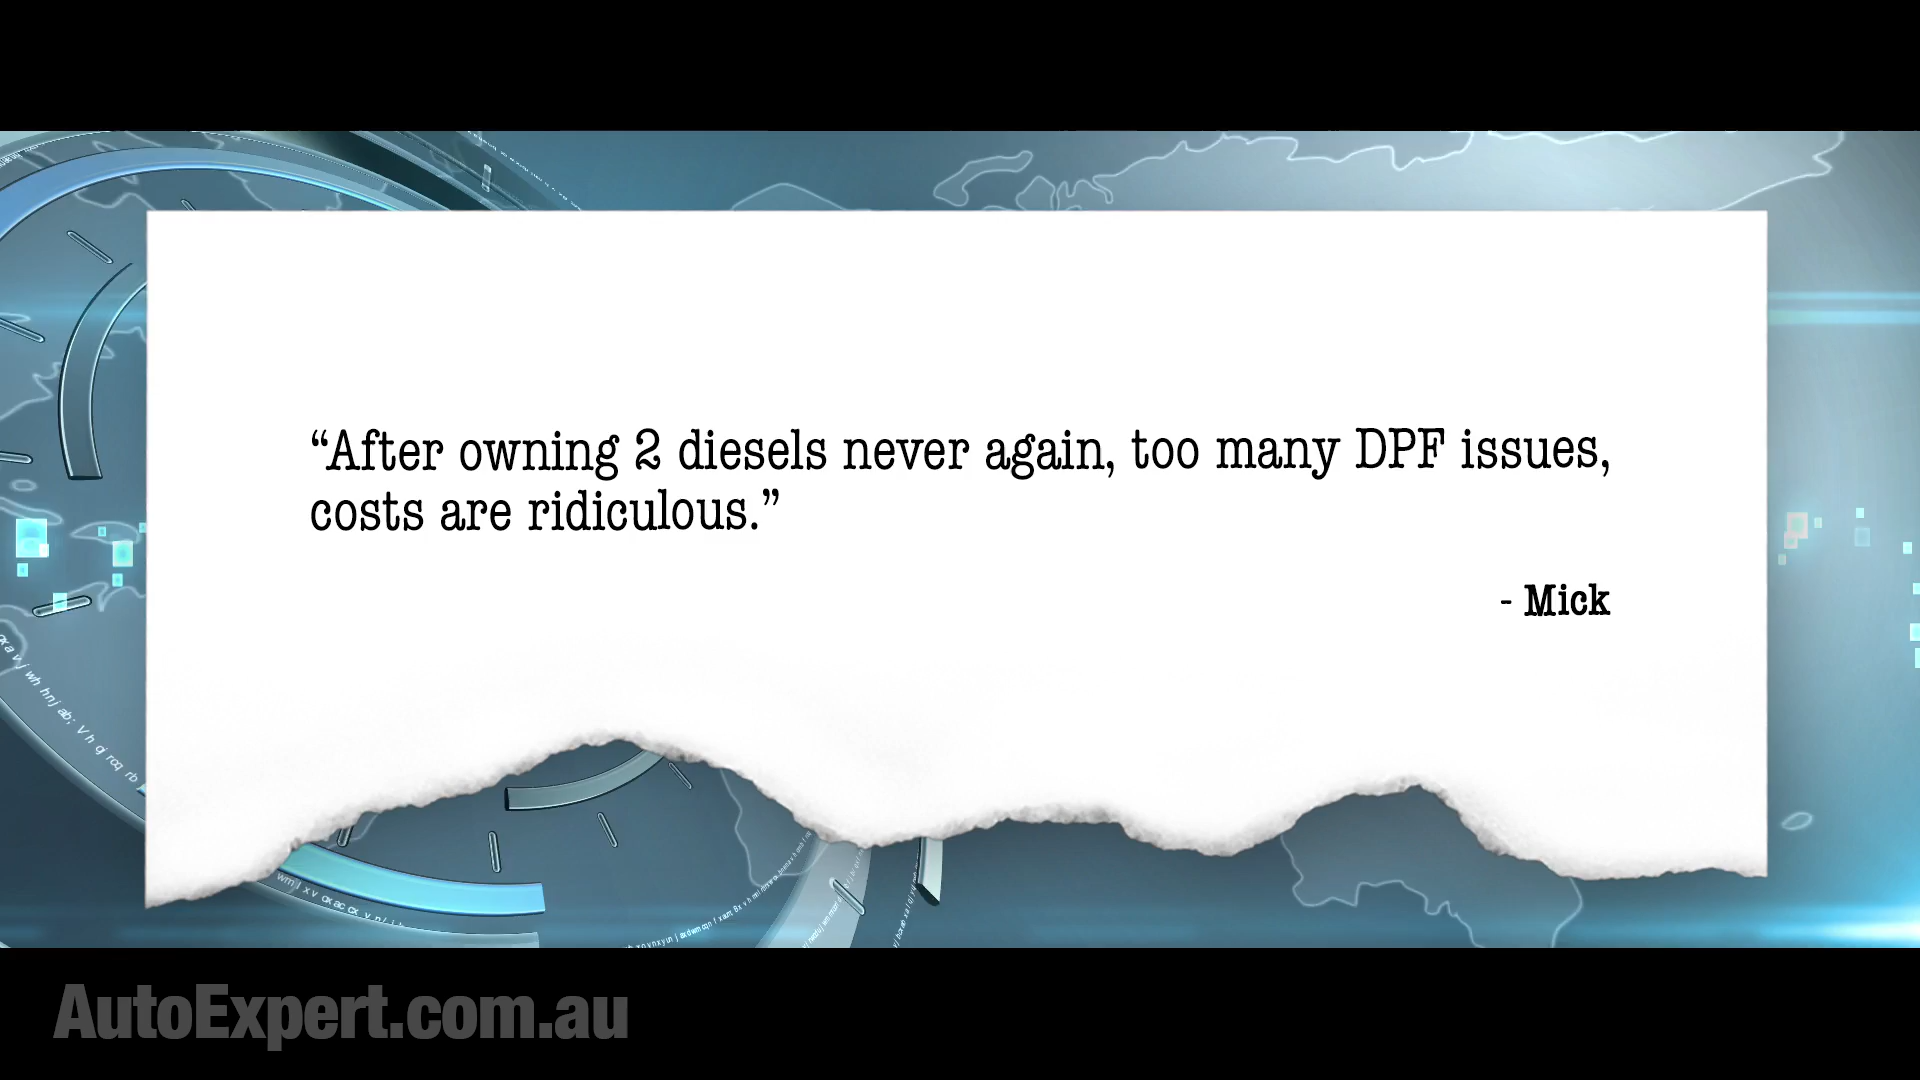 “After owning 2 diesels never again, too many DPF issues,
costs are ridiculous.”
- Mick
AutoExpert.com.au